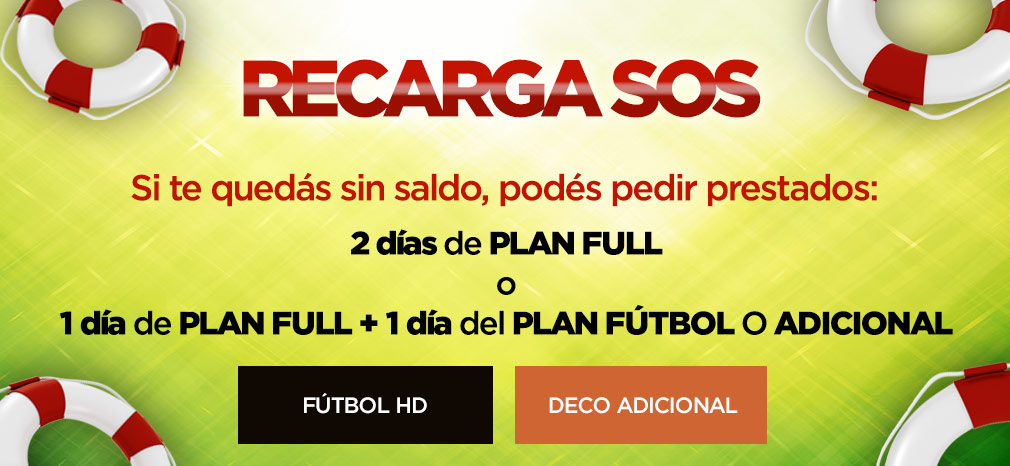 RECARGA SOS
Si te quedás sin saldo, podés pedir prestados:
2 días de PLAN FULL
O
1 día de PLAN FULL + 1 día del PLAN FÚTBOL O ADICIONAL
FÚTBOL HD
DECO ADICIONAL